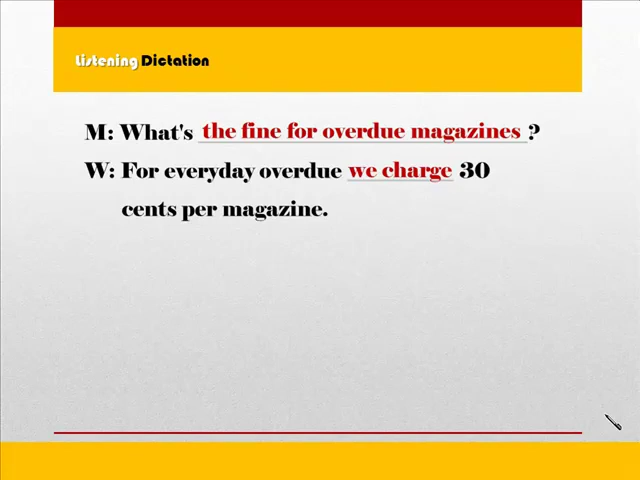 Listening Dictation
M: What's the fine for overdue magazines ?
W: For everyday overdue we charge 30
cents per magazine.